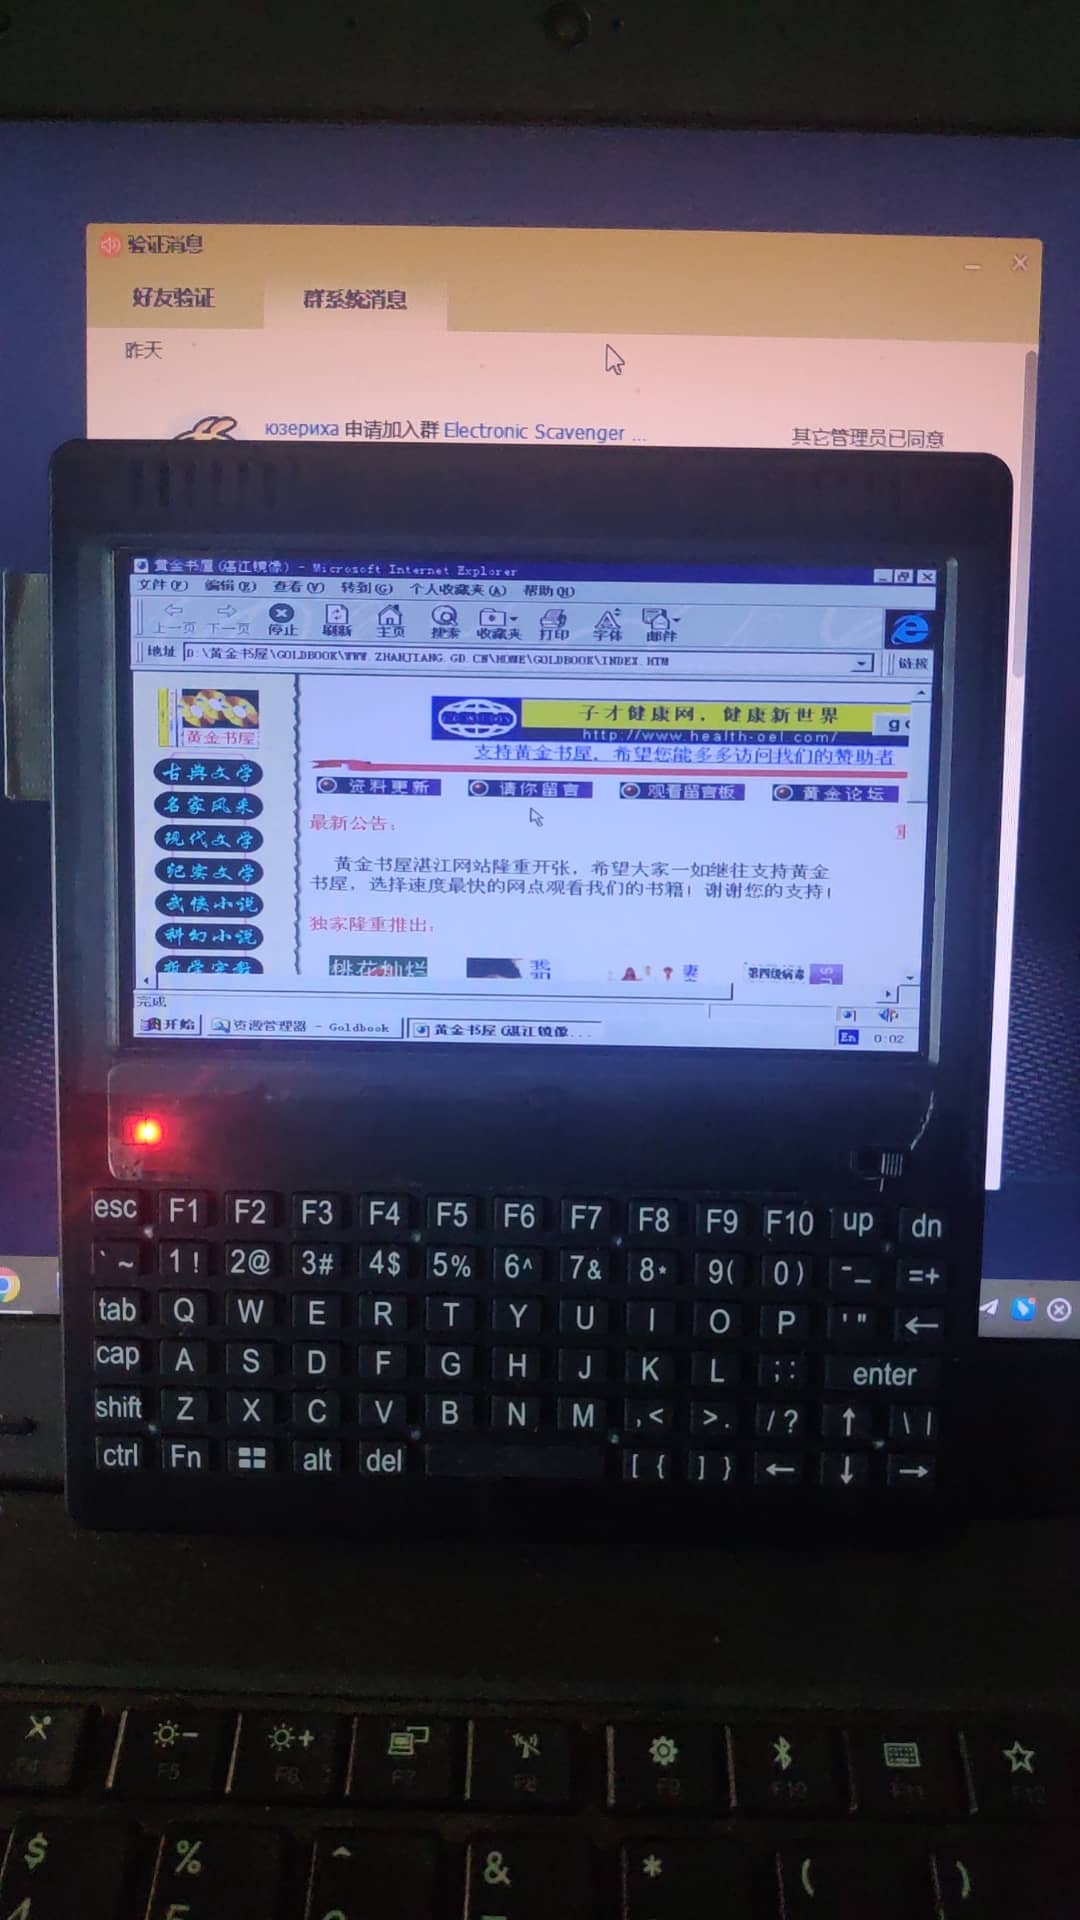 验证消息
好友验证 群系统消息
昨天
юзериха 申请加入群 Electronic Scavenger ... 其它管理员已同意
黄金书屋(湛江镜像) - Microsoft Internet Explorer
文件(F) 编辑(E) 查看(V) 转到(G) 个人收藏夹(A) 帮助(H)
上一页 下一页 停止 刷新 主页 搜索 收藏夹 打印 字体 邮件
地址 D:\黄金书屋\GOLDBOOK\WWW.ZHANJIANG.GD.CN\HOME\GOLDBOOK\INDEX.HTM 链接
黄金书屋
子才健康网，健康新世界
http://www.health-oel.com/
支持黄金书屋，希望您能多多访问我们的赞助者
资料更新 请你留言 观看留言板 黄金论坛
古典文学
名家风采
现代文学
纪实文学
武侠小说
科幻小说
哲学宗教
最新公告：
黄金书屋湛江网站隆重开张，希望大家一如继往支持黄金
书屋，选择速度最快的网点观看我们的书籍！谢谢您的支持！
独家隆重推出：
桃花灿烂 妻 第四级病毒
完成
开始 资源管理器 - Goldbook 黄金书屋(湛江镜像... En 0:02
esc F1 F2 F3 F4 F5 F6 F7 F8 F9 F10 up dn
` ~ 1! 2@ 3# 4$ 5% 6^ 7& 8* 9( 0) -_ =+
tab Q W E R T Y U I O P ' " ←
cap A S D F G H J K L ; : enter
shift Z X C V B N M ,< >. /? ↑ \ |
ctrl Fn alt del [ { ] } ← ↓ →
F5 F6 F7 F8 F9 F10 F11 F12
$ % ^ & * ( )
4 5